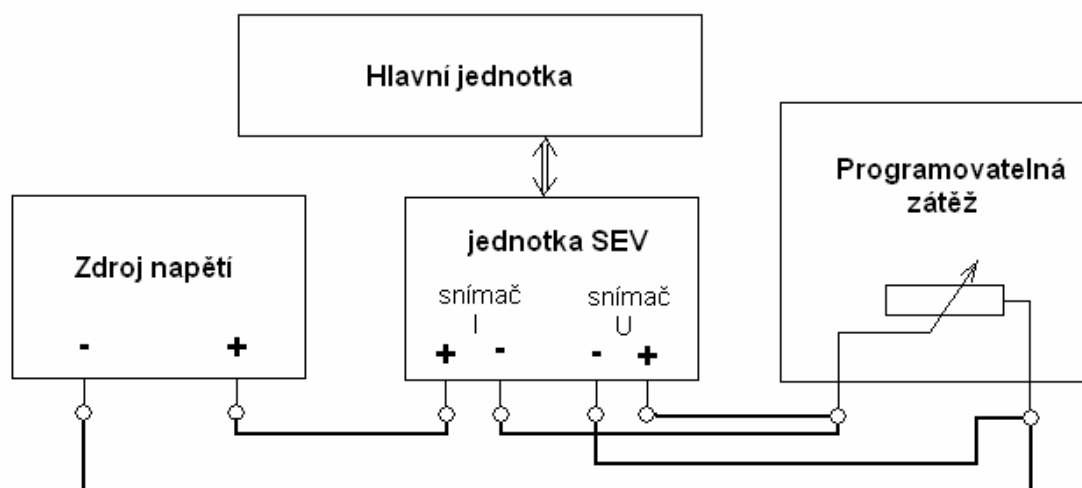 Hlavní jednotka
Programovatelná
zátěž
Zdroj napětí
- +
jednotka SEV
snímač snímač
I U
+ - - +